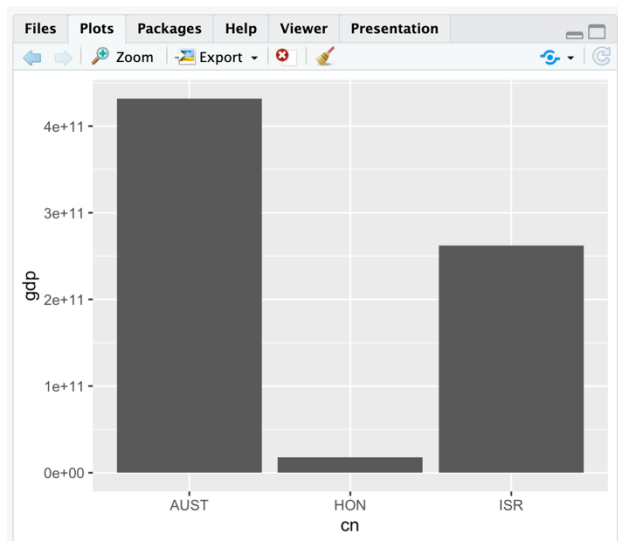 Files Plots Packages Help Viewer Presentation
Zoom Export
4e+11
3e+11
gdp
2e+11
1e+11
0e+00
AUST HON ISR
cn